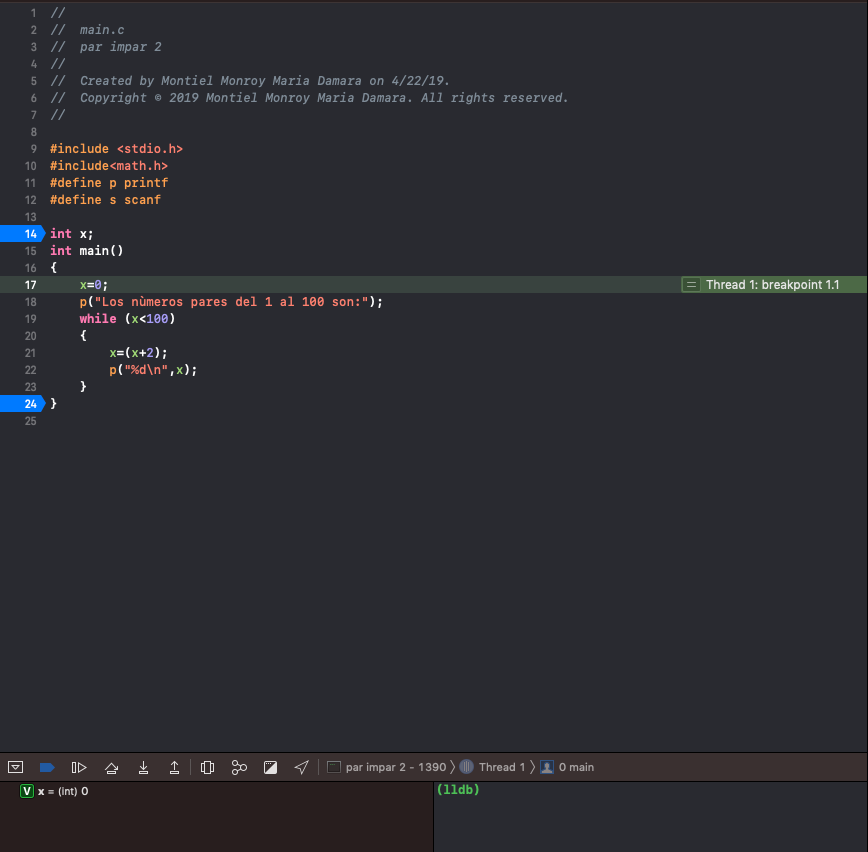 1 //
2 //  main.c
3 //  par impar 2
4 //
5 //  Created by Montiel Monroy Maria Damara on 4/22/19.
6 //  Copyright © 2019 Montiel Monroy Maria Damara. All rights reserved.
7 //
8
9 #include <stdio.h>
10 #include<math.h>
11 #define p printf
12 #define s scanf
13
14 int x;
15 int main()
16 {
17     x=0; Thread 1: breakpoint 1.1
18     p("Los nùmeros pares del 1 al 100 son:");
19     while (x<100)
20     {
21         x=(x+2);
22         p("%d\n",x);
23     }
24 }
25
par impar 2 - 1390 〉 Thread 1 〉 0 main
V x = (int) 0
(lldb)